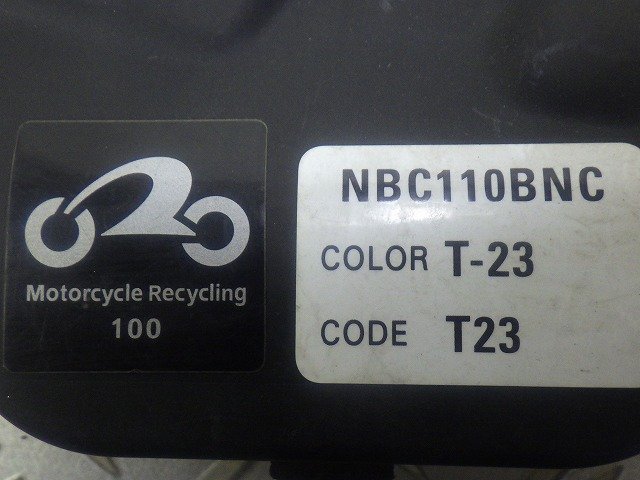 Motorcycle Recycling
100
NBC110BNC
COLOR T-23
CODE T23